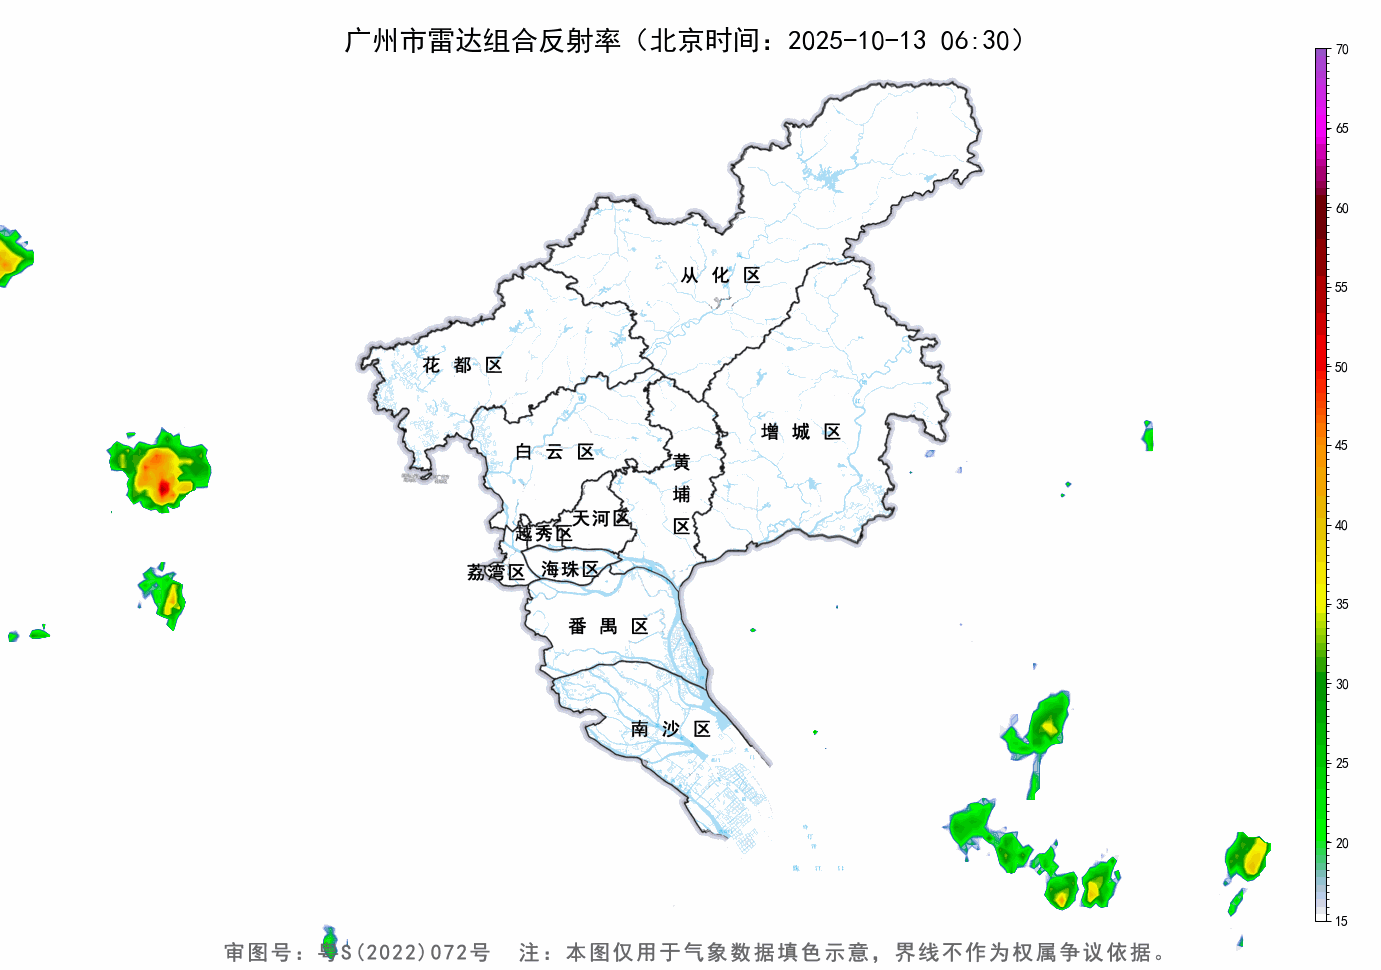 广州市雷达组合反射率（北京时间：2025-10-13 06:30）
70
65
60
55
50
45
40
35
30
25
20
15
从化区
花都区
增城区
白云区
黄埔区
天河区
越秀区
荔湾区
海珠区
番禺区
南沙区
审图号：粤S(2022)072号 注：本图仅用于气象数据填色示意，界线不作为权属争议依据。